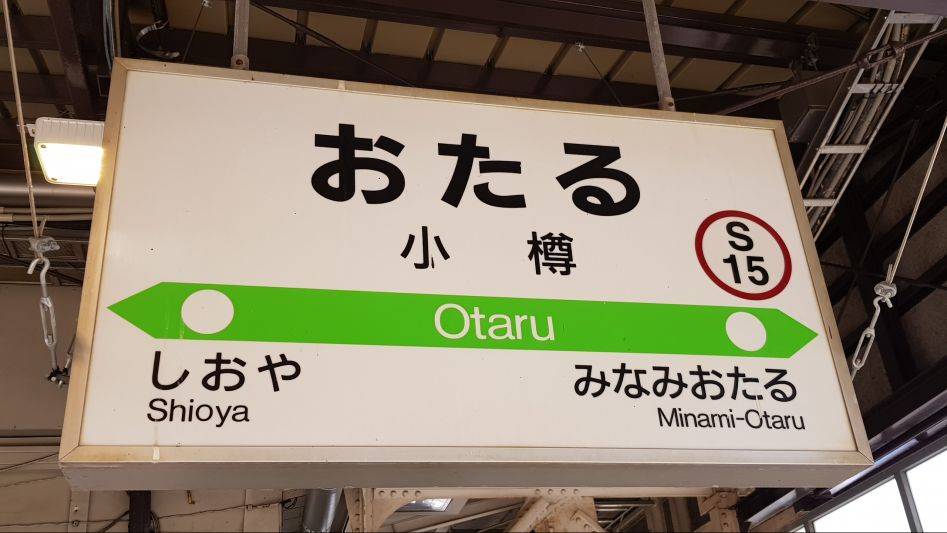 おたる
小樽
S
15
Otaru
しおや
Shioya
みなみおたる
Minami-Otaru